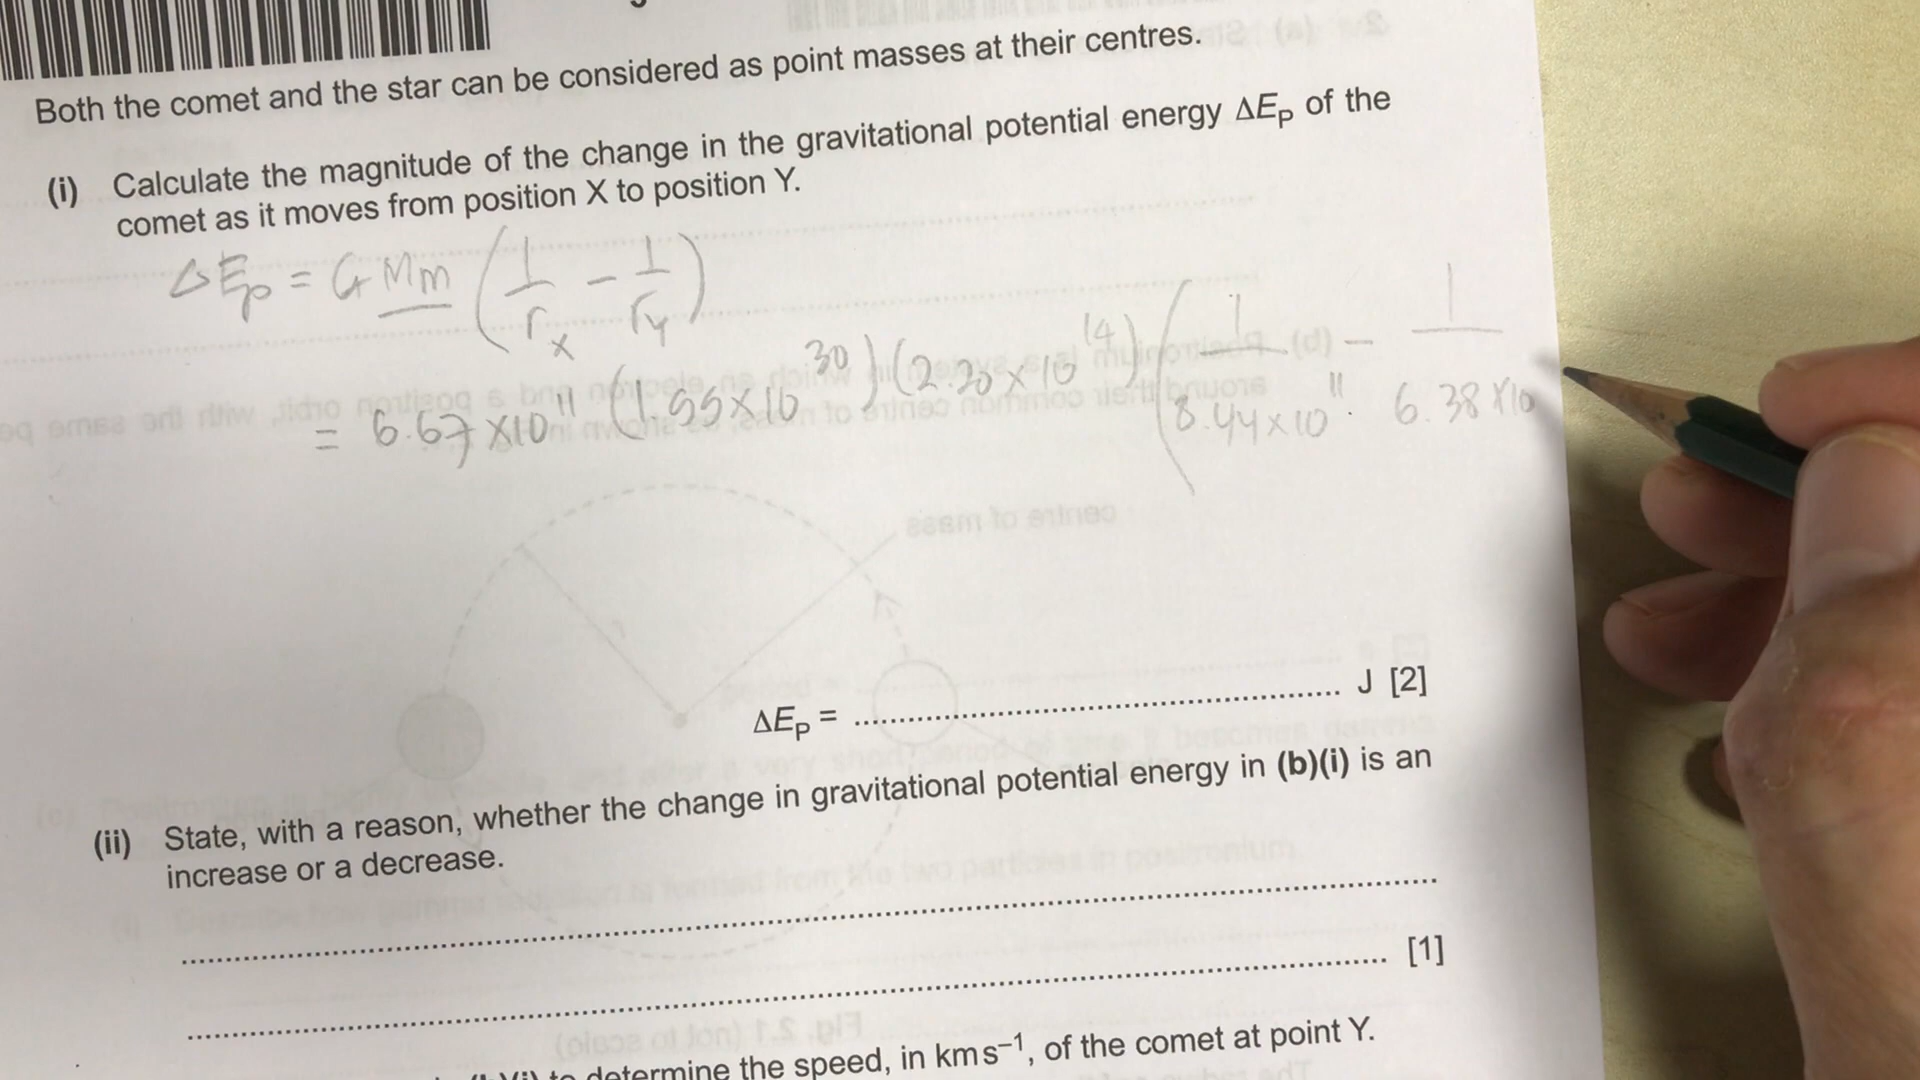 Both the comet and the star can be considered as point masses at their centres.
(i) Calculate the magnitude of the change in the gravitational potential energy ΔEP of the
comet as it moves from position X to position Y.
ΔEp = GMm (1/rx − 1/ry)
= 6.67 × 10¹¹ (1.99×10³⁰)(2.20×10¹⁴)(1/8.44×10¹¹ − 1/6.38×10
ΔEP = ........................ J [2]
(ii) State, with a reason, whether the change in gravitational potential energy in (b)(i) is an
increase or a decrease.
[1]
to determine the speed, in km s⁻¹, of the comet at point Y.